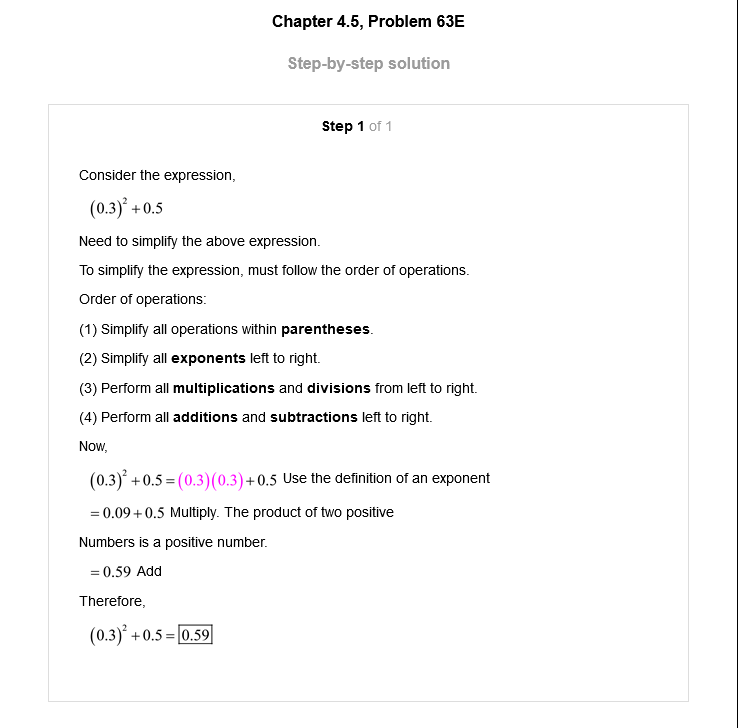 Chapter 4.5, Problem 63E
Step-by-step solution
Step 1 of 1
Consider the expression,
(0.3)² + 0.5
Need to simplify the above expression.
To simplify the expression, must follow the order of operations.
Order of operations:
(1) Simplify all operations within parentheses.
(2) Simplify all exponents left to right.
(3) Perform all multiplications and divisions from left to right.
(4) Perform all additions and subtractions left to right.
Now,
(0.3)² + 0.5 = (0.3)(0.3) + 0.5 Use the definition of an exponent
= 0.09 + 0.5 Multiply. The product of two positive
Numbers is a positive number.
= 0.59 Add
Therefore,
(0.3)² + 0.5 = 0.59